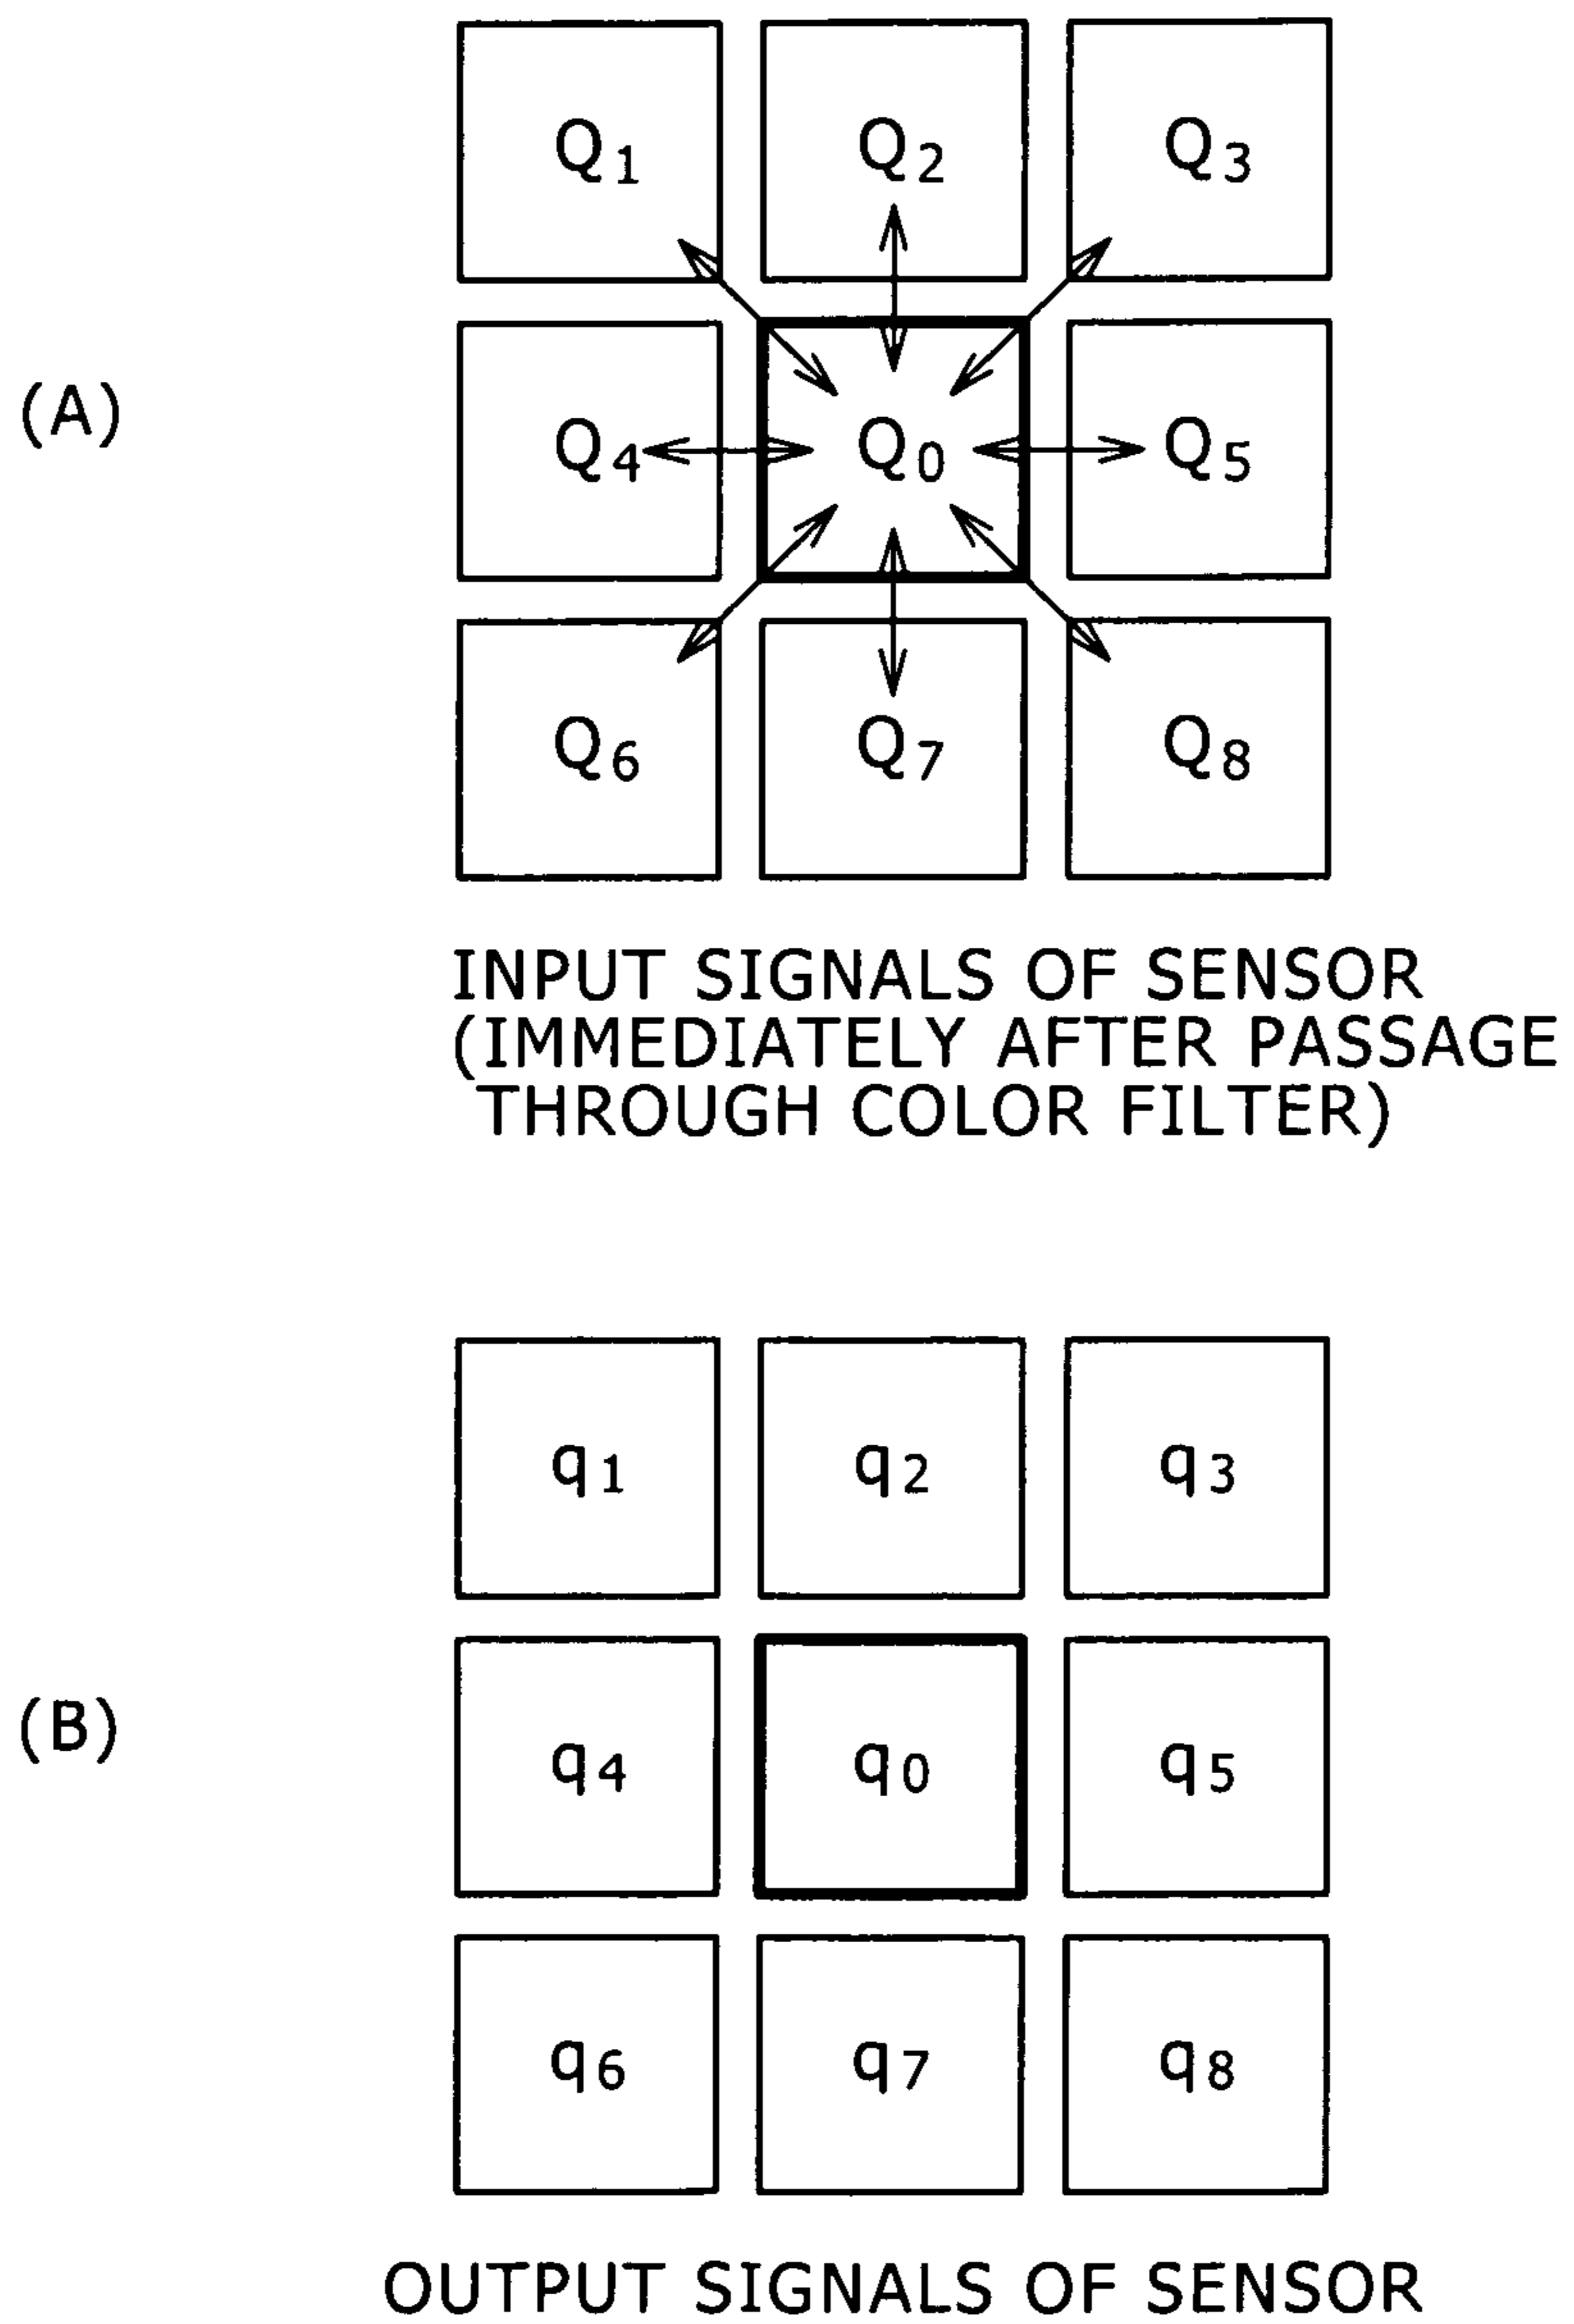 Q1 Q2 Q3
(A) Q4 Q0 Q5
Q6 Q7 Q8
INPUT SIGNALS OF SENSOR
(IMMEDIATELY AFTER PASSAGE
THROUGH COLOR FILTER)
q1 q2 q3
(B) q4 q0 q5
q6 q7 q8
OUTPUT SIGNALS OF SENSOR